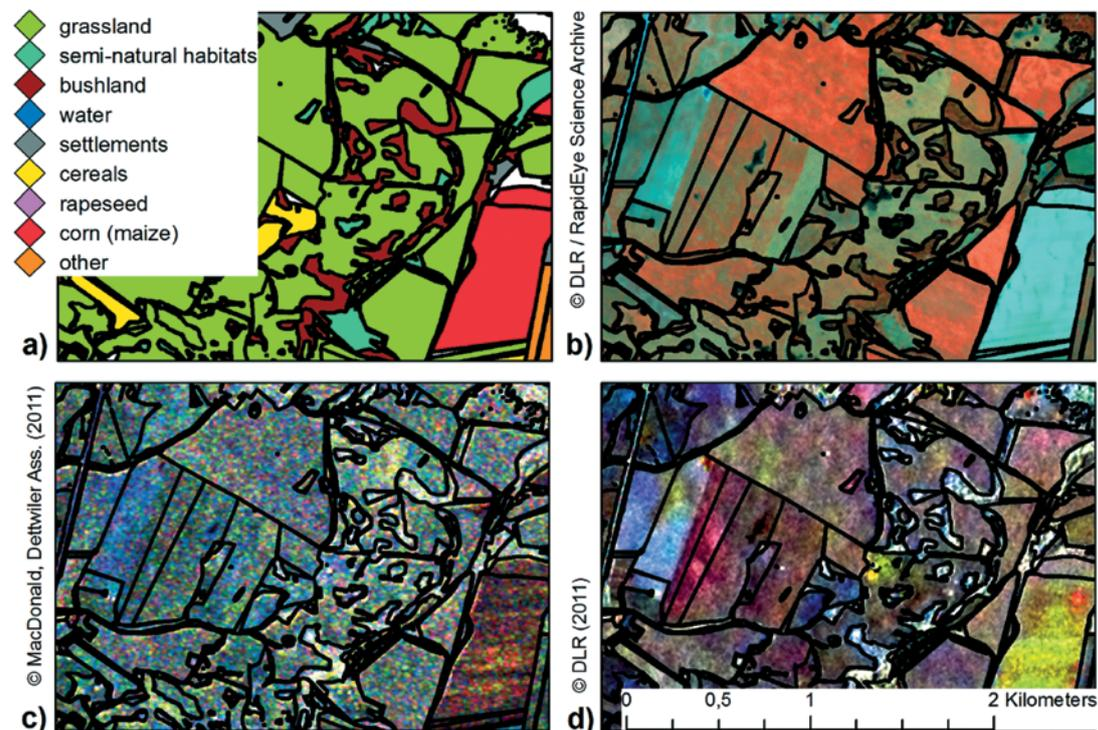 grassland
semi-natural habitats
bushland
water
settlements
cereals
rapeseed
corn (maize)
other
a)
© DLR / RapidEye Science Archive
b)
© MacDonald, Dettwiler Ass. (2011)
c)
© DLR (2011)
d)
0 0,5 1 2 Kilometers